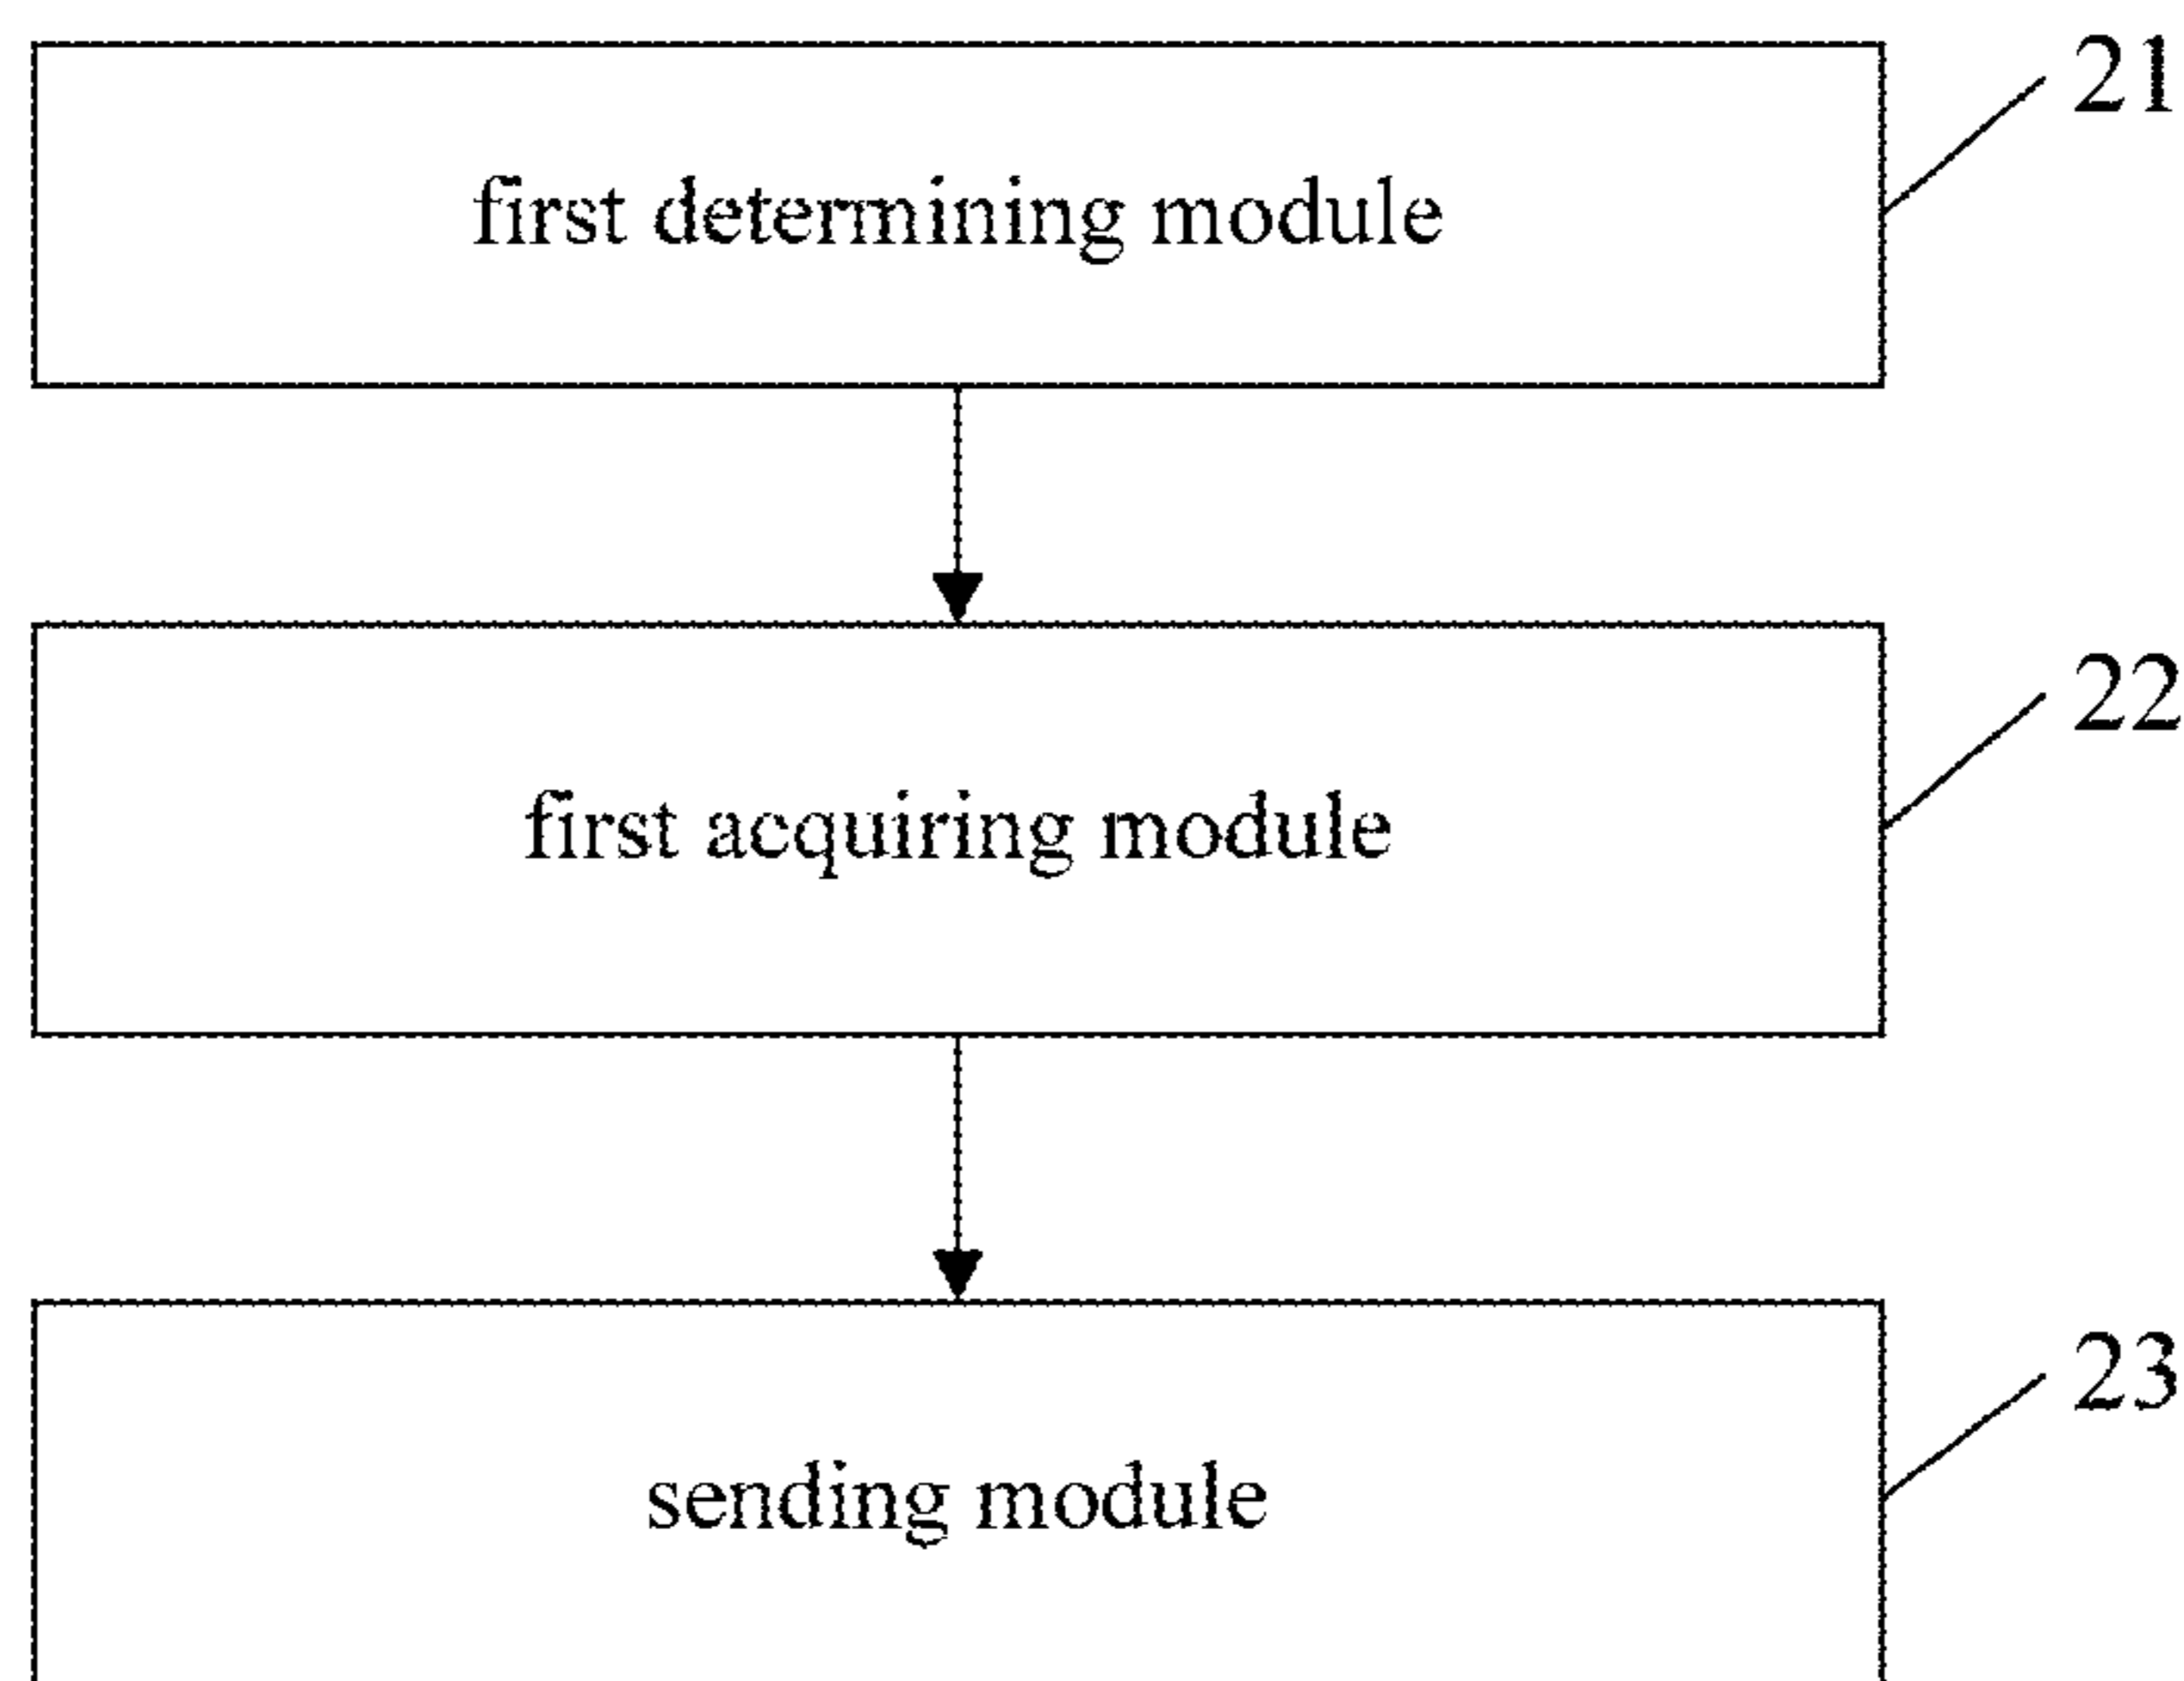 21
first determining module
22
first acquiring module
23
sending module